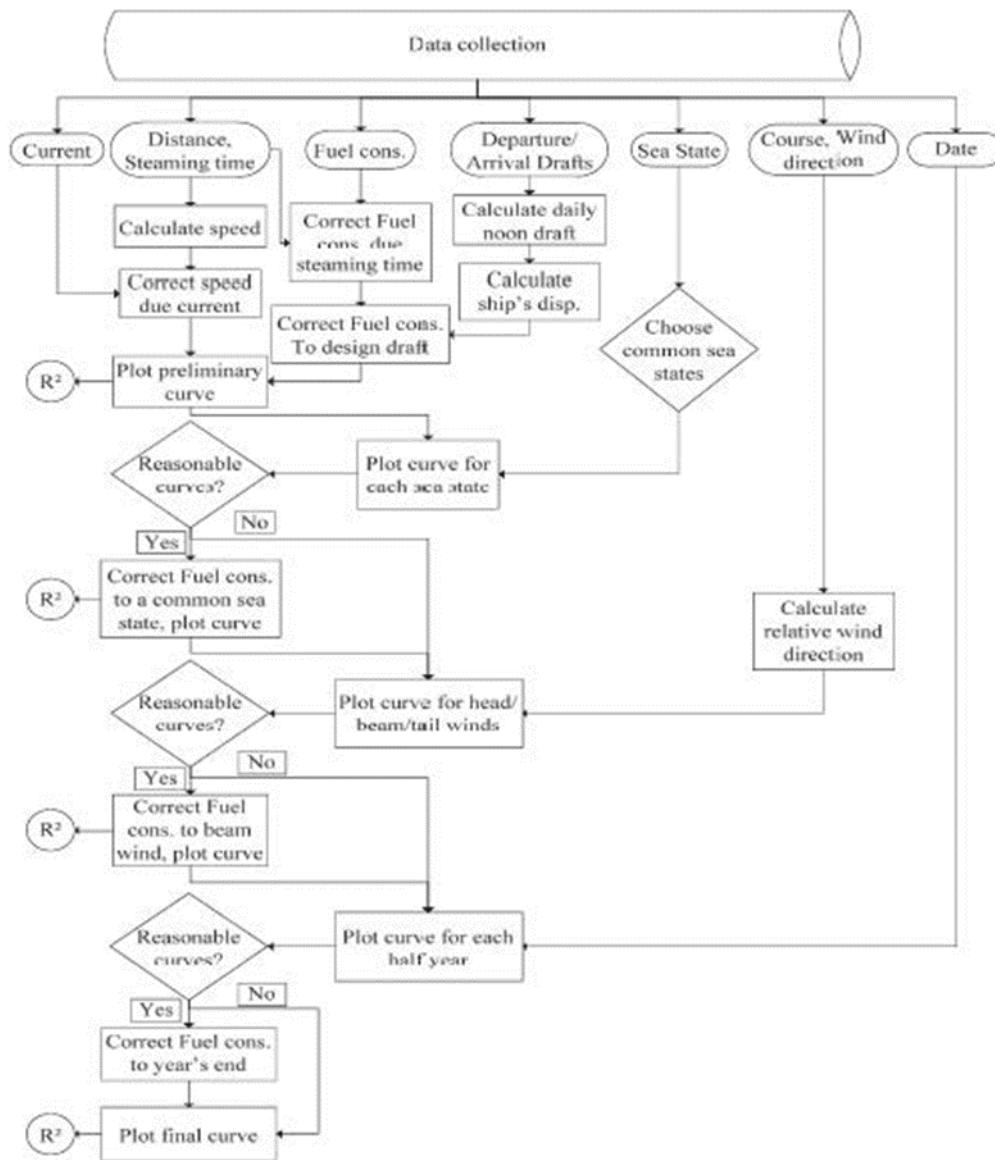 Data collection
Current
Distance,
Steaming time
Fuel cons.
Departure/
Arrival Drafts
Sea State
Course, Wind
direction
Date
Calculate speed
Correct Fuel
cons. due
steaming time
Calculate daily
noon draft
Correct speed
due current
Calculate
ship's disp.
Correct Fuel cons.
To design draft
Choose
common sea
states
R²
Plot preliminary
curve
Reasonable
curves?
Plot curve for
each sea state
No
Yes
R²
Correct Fuel cons.
to a common sea
state, plot curve
Calculate
relative wind
direction
Reasonable
curves?
Plot curve for head/
beam/tail winds
No
Yes
R²
Correct Fuel
cons. to beam
wind, plot curve
Reasonable
curves?
Plot curve for each
half year
No
Yes
Correct Fuel cons.
to year's end
R²
Plot final curve